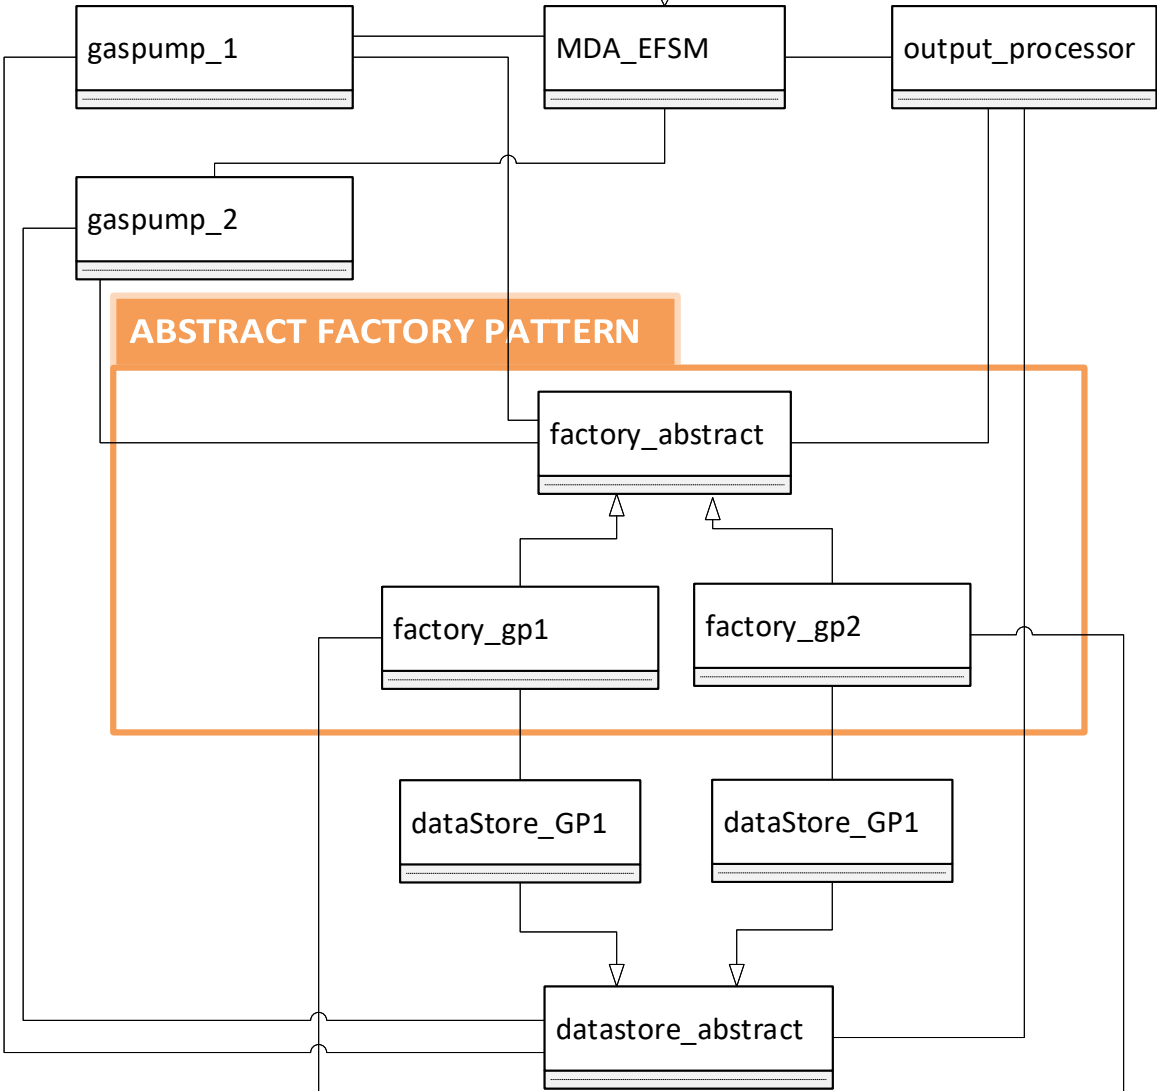 gaspump_1
MDA_EFSM
output_processor
gaspump_2
ABSTRACT FACTORY PATTERN
factory_abstract
factory_gp1
factory_gp2
dataStore_GP1
dataStore_GP1
datastore_abstract